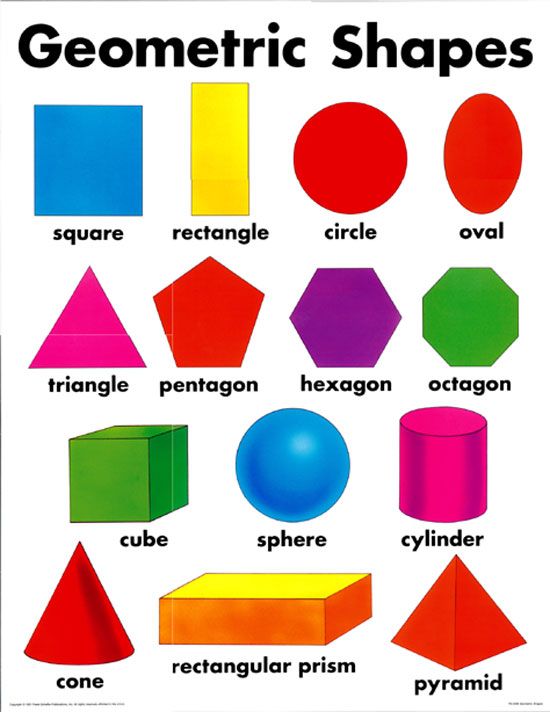 Geometric Shapes
square rectangle circle oval
triangle pentagon hexagon octagon
cube sphere cylinder
cone rectangular prism pyramid